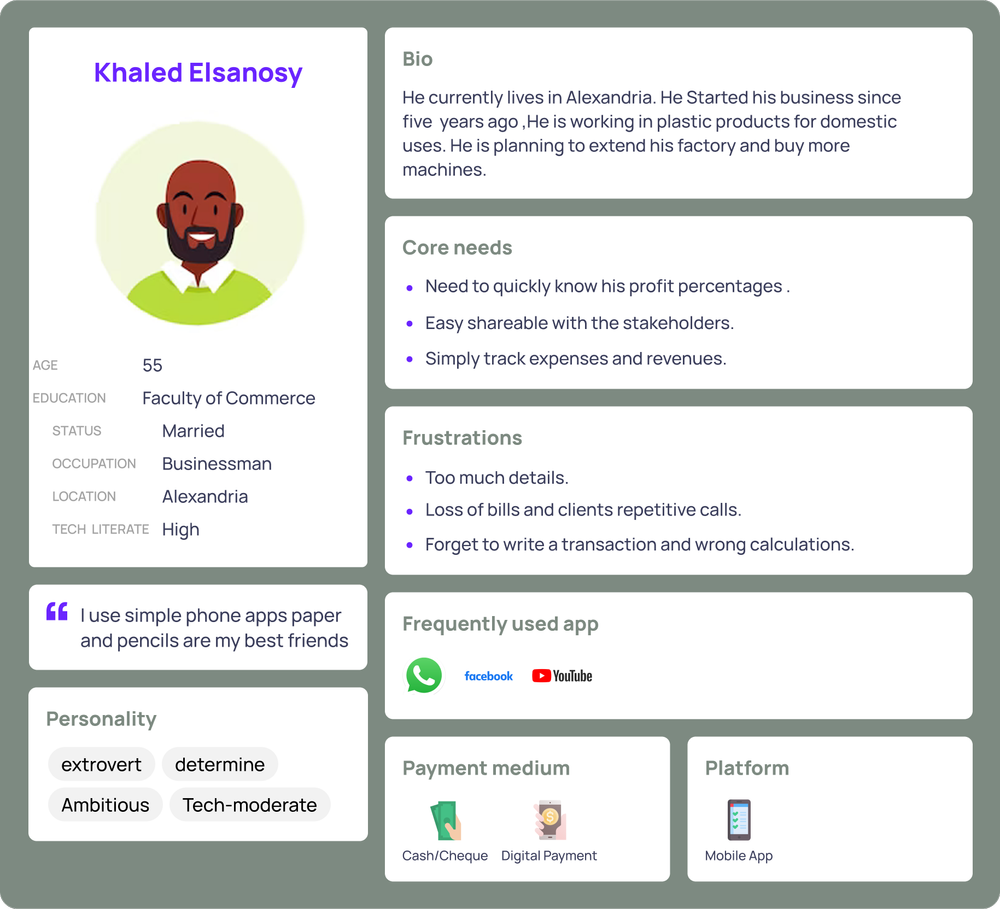 Khaled Elsanosy
AGE 55
EDUCATION Faculty of Commerce
STATUS Married
OCCUPATION Businessman
LOCATION Alexandria
TECH LITERATE High
I use simple phone apps paper
and pencils are my best friends
Personality
extrovert determine
Ambitious Tech-moderate
Bio
He currently lives in Alexandria. He Started his business since
five years ago ,He is working in plastic products for domestic
uses. He is planning to extend his factory and buy more
machines.
Core needs
Need to quickly know his profit percentages .
Easy shareable with the stakeholders.
Simply track expenses and revenues.
Frustrations
Too much details.
Loss of bills and clients repetitive calls.
Forget to write a transaction and wrong calculations.
Frequently used app
facebook YouTube
Payment medium
Cash/Cheque Digital Payment
Platform
Mobile App